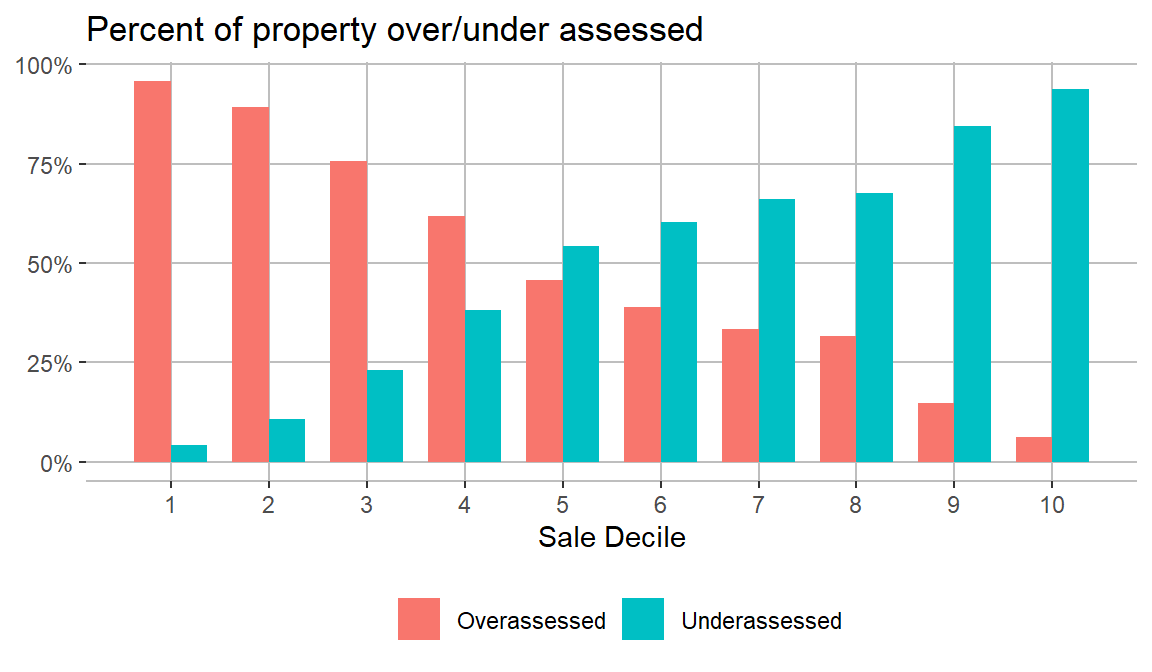 Percent of property over/under assessed
100%
75%
50%
25%
0%
1 2 3 4 5 6 7 8 9 10
Sale Decile
Overassessed Underassessed